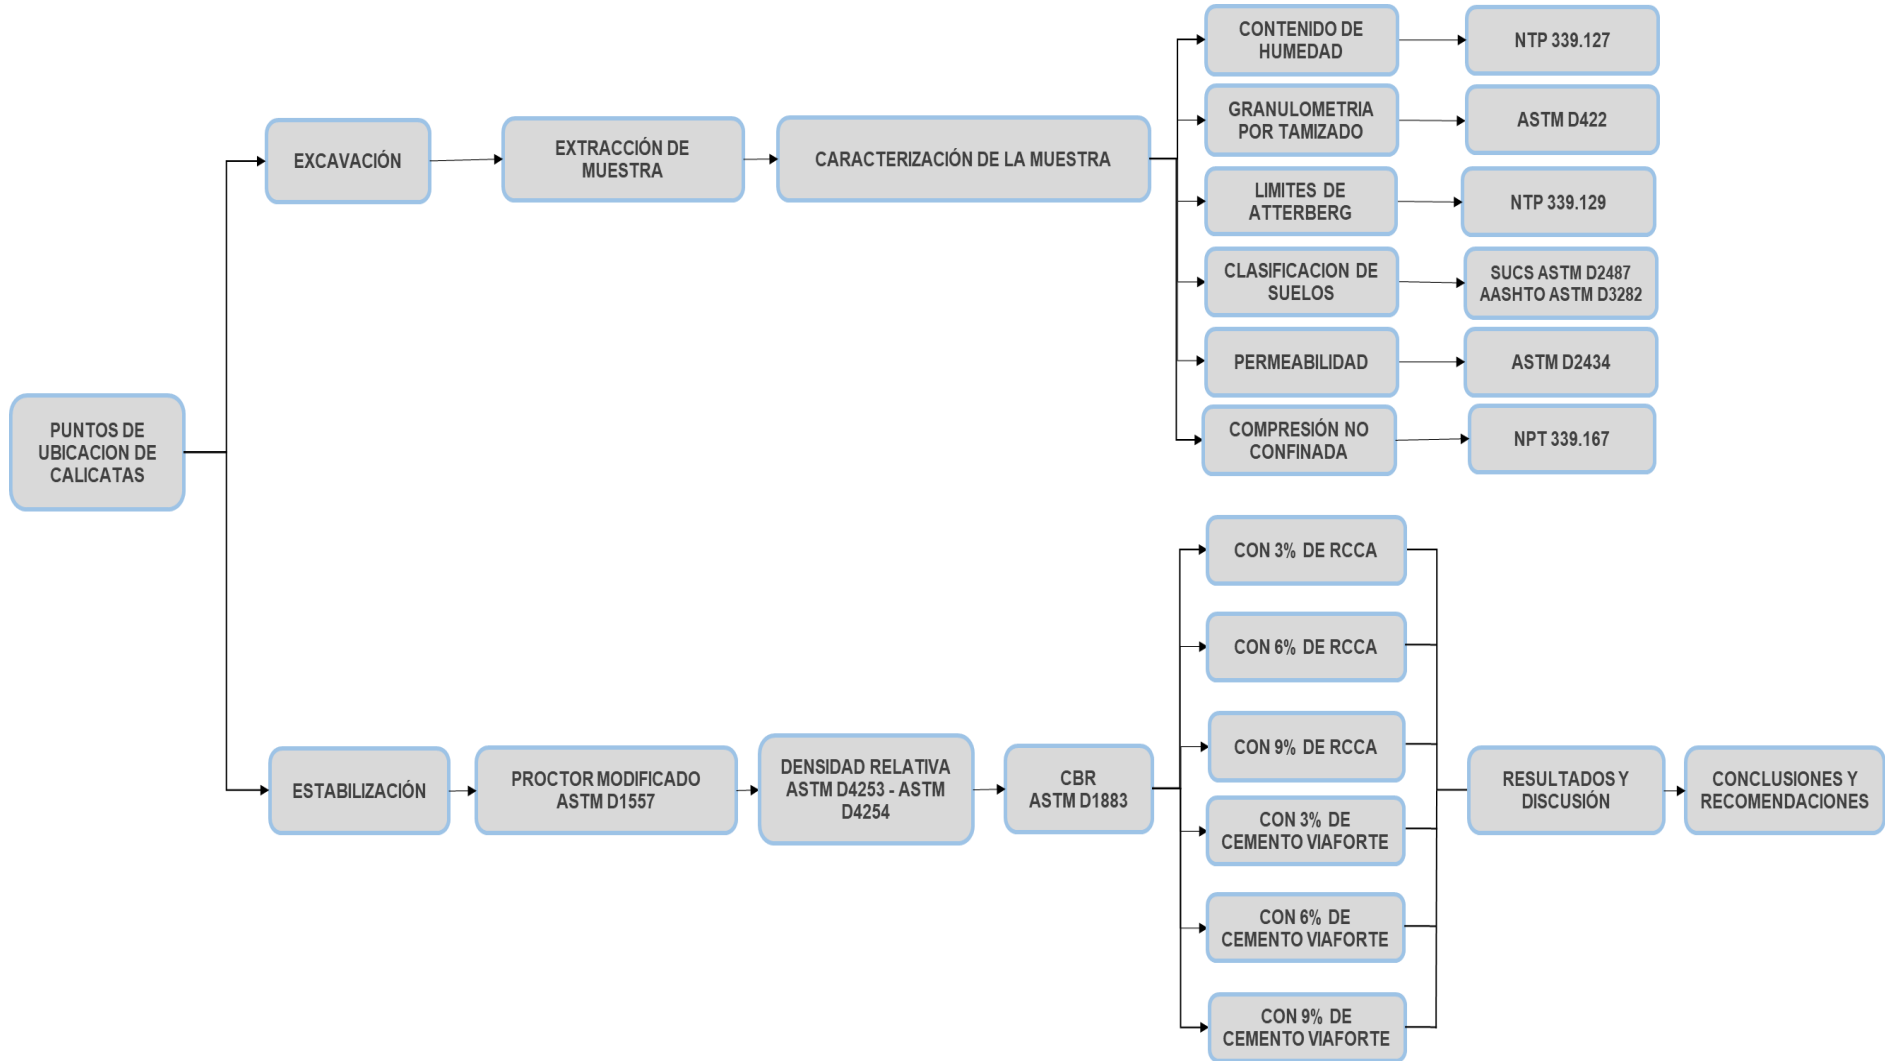 PUNTOS DE
UBICACION DE
CALICATAS
EXCAVACIÓN
EXTRACCIÓN DE
MUESTRA
CARACTERIZACIÓN DE LA MUESTRA
CONTENIDO DE
HUMEDAD
NTP 339.127
GRANULOMETRIA
POR TAMIZADO
ASTM D422
LIMITES DE
ATTERBERG
NTP 339.129
CLASIFICACION DE
SUELOS
SUCS ASTM D2487
AASHTO ASTM D3282
PERMEABILIDAD
ASTM D2434
COMPRESIÓN NO
CONFINADA
NPT 339.167
ESTABILIZACIÓN
PROCTOR MODIFICADO
ASTM D1557
DENSIDAD RELATIVA
ASTM D4253 - ASTM
D4254
CBR
ASTM D1883
CON 3% DE RCCA
CON 6% DE RCCA
CON 9% DE RCCA
CON 3% DE
CEMENTO VIAFORTE
CON 6% DE
CEMENTO VIAFORTE
CON 9% DE
CEMENTO VIAFORTE
RESULTADOS Y
DISCUSIÓN
CONCLUSIONES Y
RECOMENDACIONES